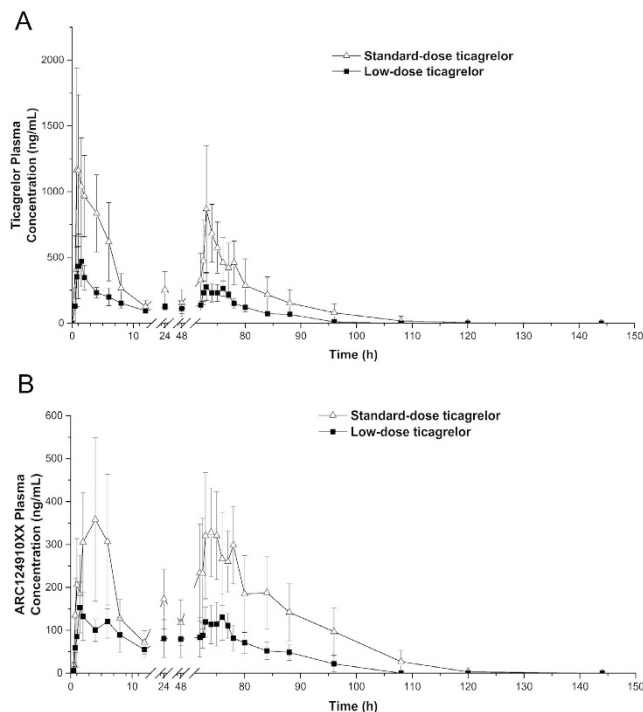 A
Standard-dose ticagrelor
Low-dose ticagrelor
2000
1500
1000
500
0
Ticagrelor Plasma
Concentration (ng/mL)
0 10 24 48 80 90 100 110 120 130 140 150
Time (h)
B
Standard-dose ticagrelor
Low-dose ticagrelor
600
500
400
300
200
100
0
ARC124910XX Plasma
Concentration (ng/mL)
0 10 24 48 80 90 100 110 120 130 140 150
Time (h)